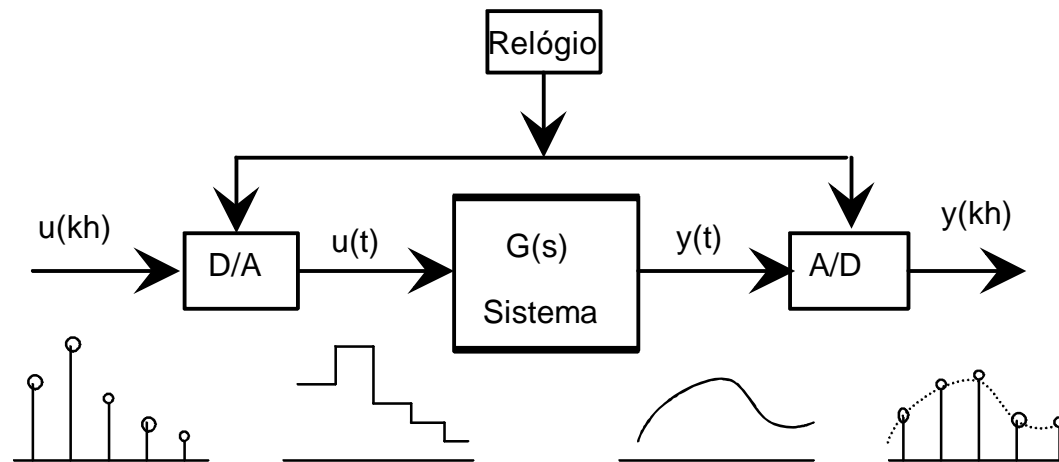 Relógio
u(kh)
D/A
u(t)
G(s)
Sistema
y(t)
A/D
y(kh)